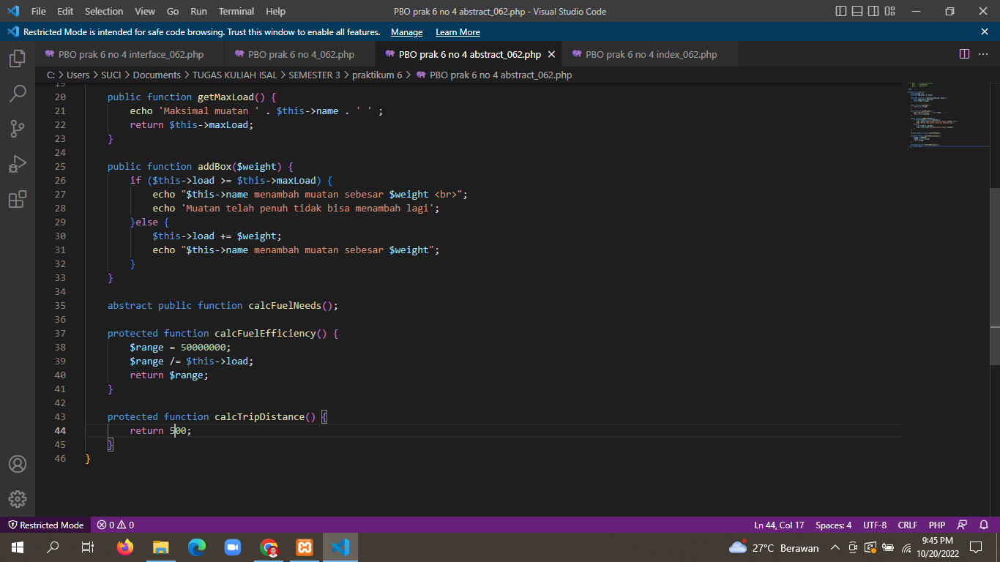 File Edit Selection View Go Run Terminal Help PBO prak 6 no 4 abstract_062.php - Visual Studio Code
Restricted Mode is intended for safe code browsing. Trust this window to enable all features. Manage Learn More
PBO prak 6 no 4 interface_062.php PBO prak 6 no 4_062.php PBO prak 6 no 4 abstract_062.php PBO prak 6 no 4 index_062.php
C: > Users > SUCI > Documents > TUGAS KULIAH ISAL > SEMESTER 3 > praktikum 6 > PBO prak 6 no 4 abstract_062.php
19
20 public function getMaxLoad() {
21 echo 'Maksimal muatan ' . $this->name . ' ' ;
22 return $this->maxLoad;
23 }
24
25 public function addBox($weight) {
26 if ($this->load >= $this->maxLoad) {
27 echo "$this->name menambah muatan sebesar $weight <br>";
28 echo 'Muatan telah penuh tidak bisa menambah lagi';
29 }else {
30 $this->load += $weight;
31 echo "$this->name menambah muatan sebesar $weight";
32 }
33 }
34
35 abstract public function calcFuelNeeds();
36
37 protected function calcFuelEfficiency() {
38 $range = 50000000;
39 $range /= $this->load;
40 return $range;
41 }
42
43 protected function calcTripDistance() {
44 return 500;
45 }
46 }
Restricted Mode 0 0 Ln 44, Col 17 Spaces: 4 UTF-8 CRLF PHP
27°C Berawan 9:45 PM
10/20/2022